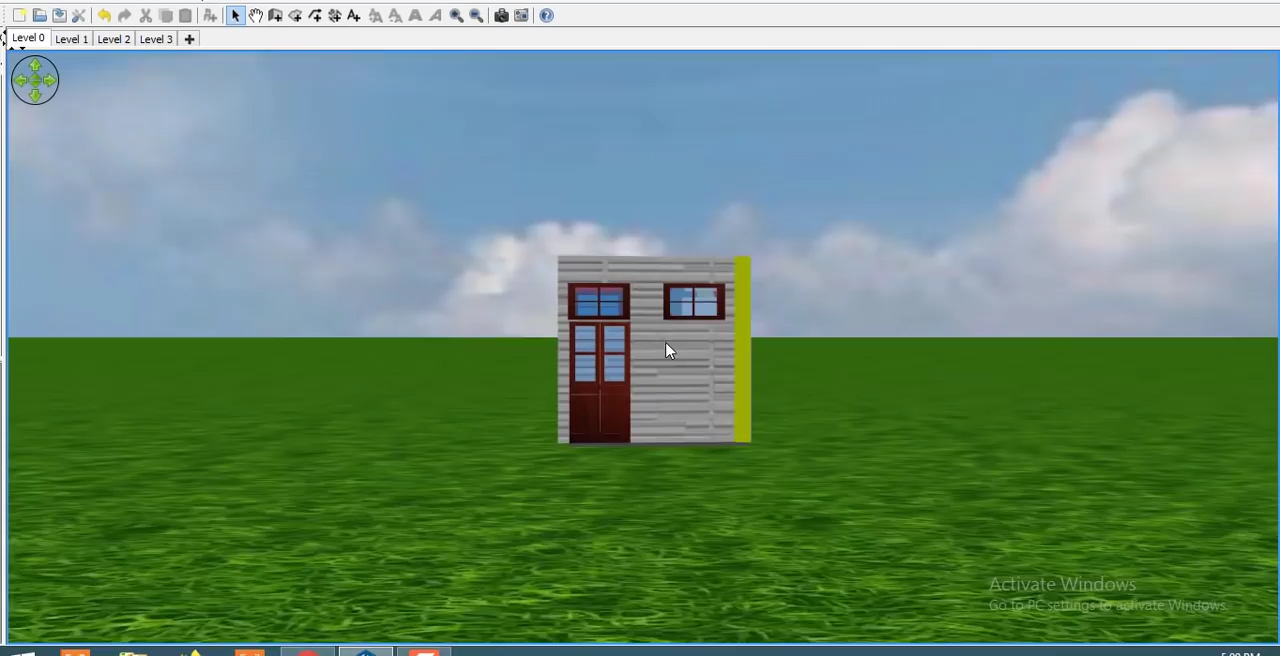 Level 0 Level 1 Level 2 Level 3
Activate Windows
Go to PC settings to activate Windows.